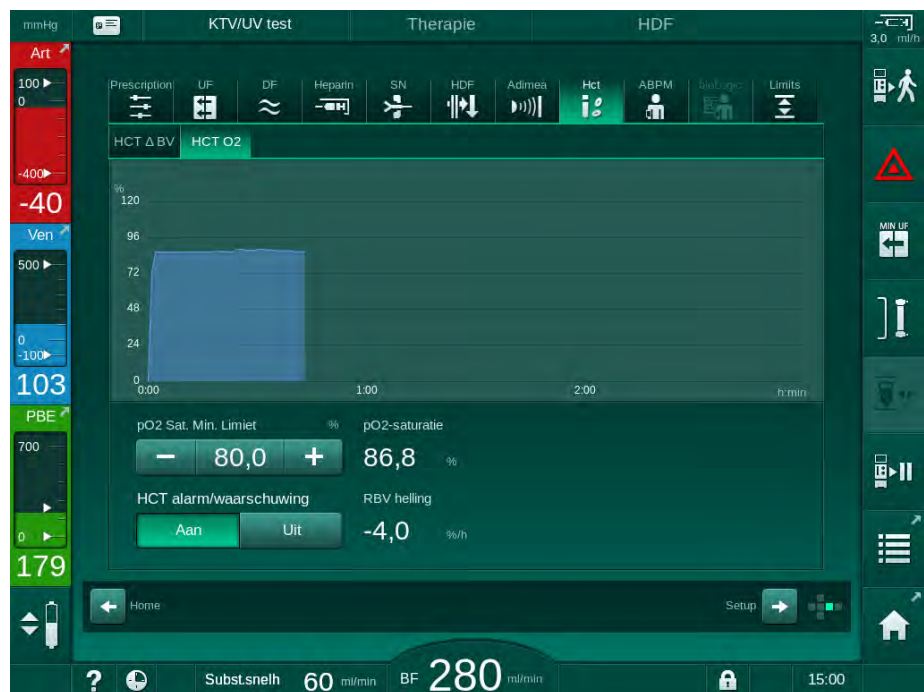 mmHg KTV/UV test Therapie HDF
3,0 ml/h
Art
100
0
-400
-40
Ven
500
0
-100
103
PBE
700
0
179
Prescription UF DF Heparin SN HDF Adimea Hct ABPM bioLogic Limits
HCT Δ BV HCT O2
%
120
96
72
48
24
0
0:00 1:00 2:00 h:min
pO2 Sat. Min. Limiet % pO2-saturatie
− 80,0 + 86,8 %
HCT alarm/waarschuwing RBV helling
Aan Uit -4,0 %/h
Home Setup
MIN UF
? Subst.snelh 60 ml/min BF 280 ml/min 15:00